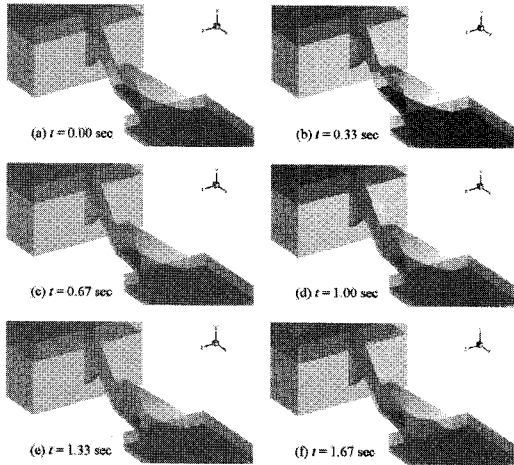 (a) t = 0.00 sec
(b) t = 0.33 sec
(c) t = 0.67 sec
(d) t = 1.00 sec
(e) t = 1.33 sec
(f) t = 1.67 sec